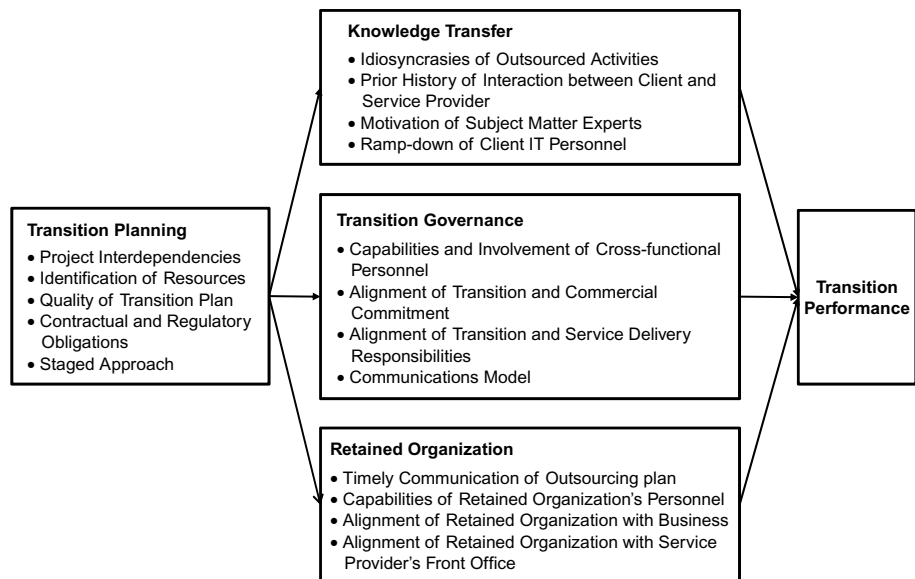 Knowledge Transfer
• Idiosyncrasies of Outsourced Activities
• Prior History of Interaction between Client and
Service Provider
• Motivation of Subject Matter Experts
• Ramp-down of Client IT Personnel
Transition Planning
• Project Interdependencies
• Identification of Resources
• Quality of Transition Plan
• Contractual and Regulatory
Obligations
• Staged Approach
Transition Governance
• Capabilities and Involvement of Cross-functional
Personnel
• Alignment of Transition and Commercial
Commitment
• Alignment of Transition and Service Delivery
Responsibilities
• Communications Model
Transition
Performance
Retained Organization
• Timely Communication of Outsourcing plan
• Capabilities of Retained Organization's Personnel
• Alignment of Retained Organization with Business
• Alignment of Retained Organization with Service
Provider's Front Office